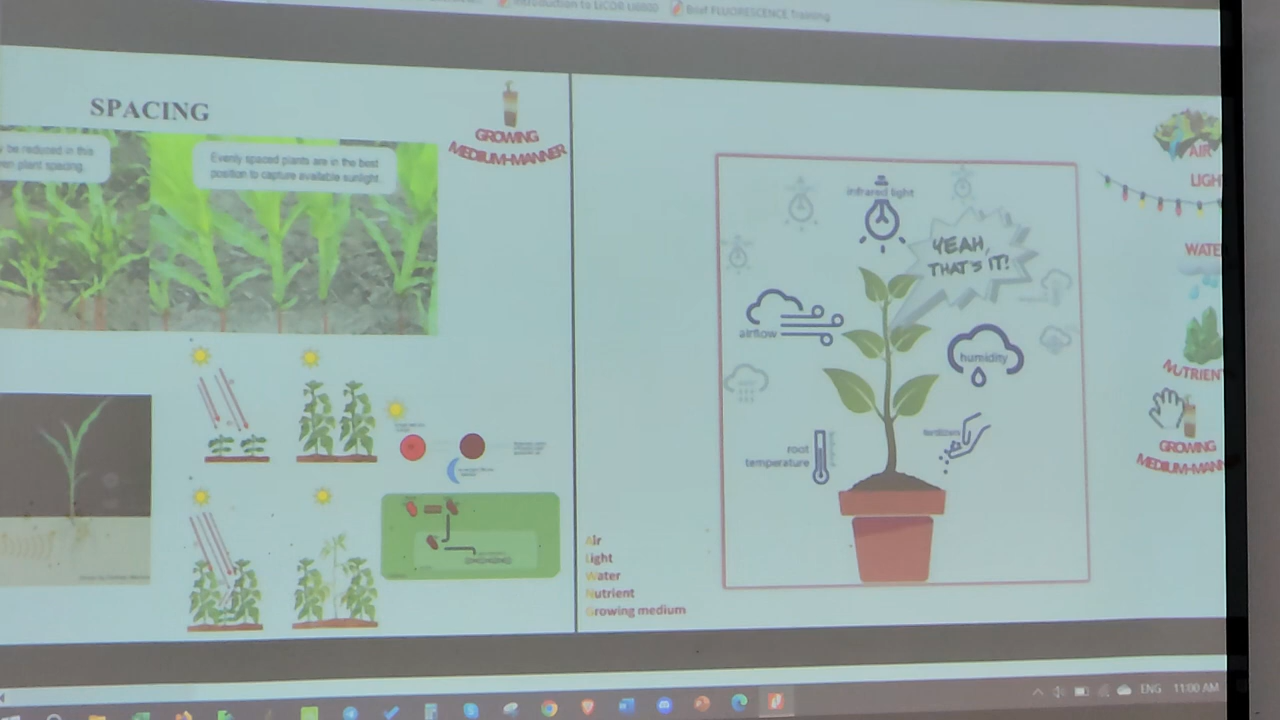 Introduction to LICOR LI6800
Brief FLUORESCENCE Training
SPACING
GROWING
MEDIUM-MANNER
y be reduced in this
en plant spacing.
Evenly spaced plants are in the best
position to capture available sunlight.
AIR
LIGH
WATE
NUTRIEN
GROWING
MEDIUM-MANN
infrared light
YEAH,
THAT'S IT!
airflow
humidity
root
temperature
fertilizers
Air
Light
Water
Nutrient
Growing medium
ENG
11:00 AM